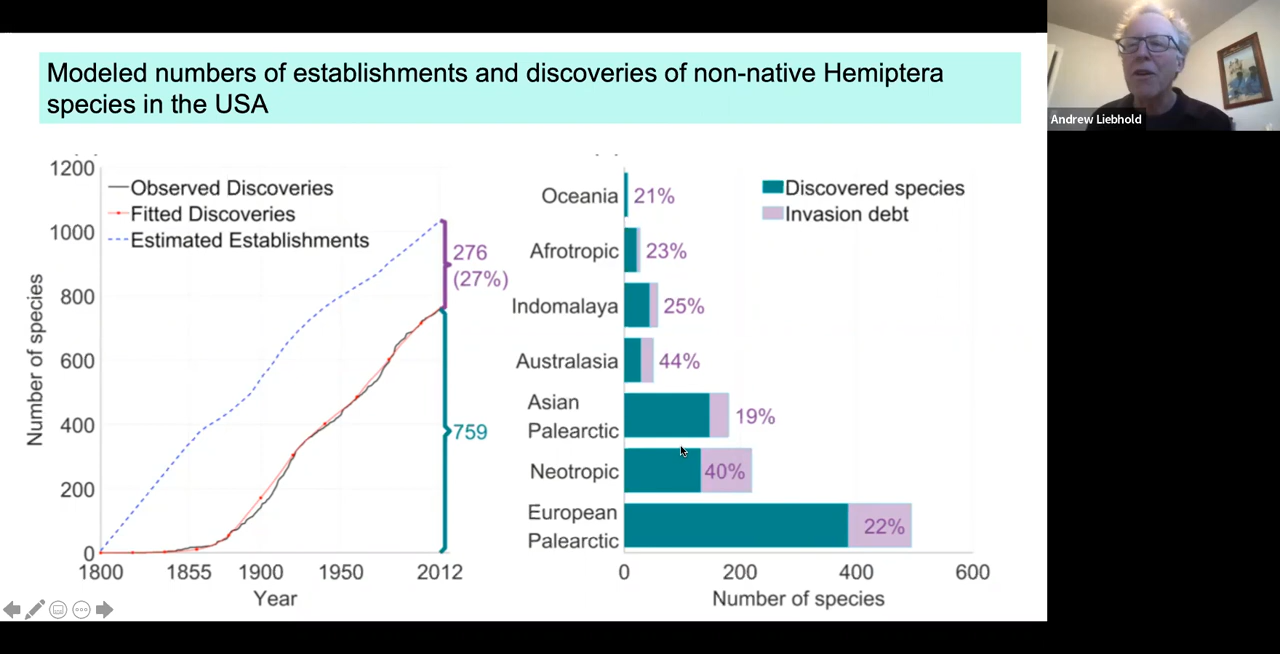 Modeled numbers of establishments and discoveries of non-native Hemiptera
species in the USA
Andrew Liebhold
1200
1000
800
600
400
200
0
Number of species
Observed Discoveries
Fitted Discoveries
Estimated Establishments
276
(27%)
759
1800
1855
1900
1950
2012
Year
Oceania
21%
Afrotropic
23%
Indomalaya
25%
Australasia
44%
Asian
Palearctic
19%
Neotropic
40%
European
Palearctic
22%
Discovered species
Invasion debt
0
200
400
600
Number of species